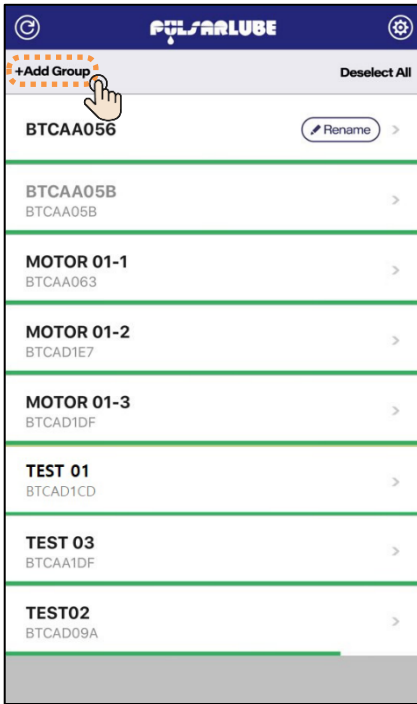 PULSARLUBE
+Add Group
Deselect All
BTCAA056
Rename
BTCAA05B
BTCAA05B
MOTOR 01-1
BTCAA063
MOTOR 01-2
BTCAD1E7
MOTOR 01-3
BTCAD1DF
TEST 01
BTCAD1CD
TEST 03
BTCAA1DF
TEST02
BTCAD09A